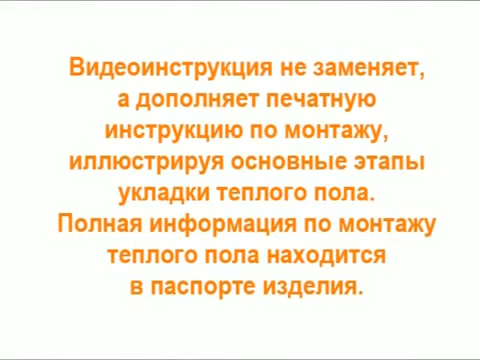 Видеоинструкция не заменяет,
а дополняет печатную
инструкцию по монтажу,
иллюстрируя основные этапы
укладки теплого пола.
Полная информация по монтажу
теплого пола находится
в паспорте изделия.